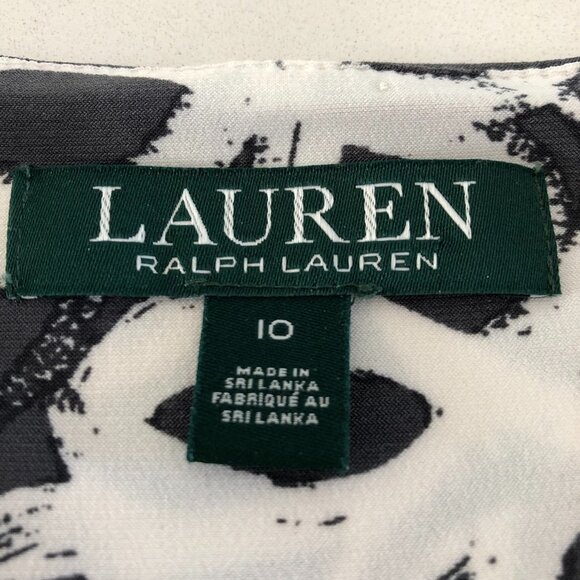 LAUREN
RALPH LAUREN
10
MADE IN
SRI LANKA
FABRIQUÉ AU
SRI LANKA